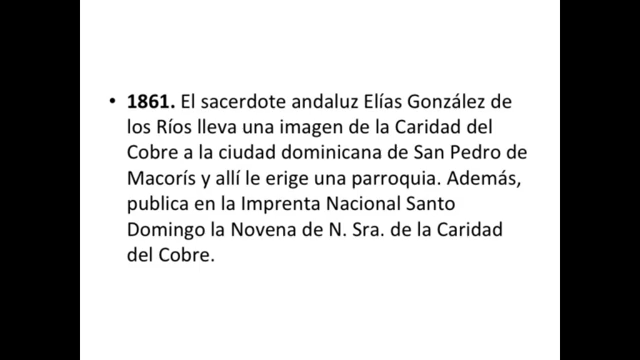 • 1861. El sacerdote andaluz Elías González de
los Ríos lleva una imagen de la Caridad del
Cobre a la ciudad dominicana de San Pedro de
Macorís y allí le erige una parroquia. Además,
publica en la Imprenta Nacional Santo
Domingo la Novena de N. Sra. de la Caridad
del Cobre.